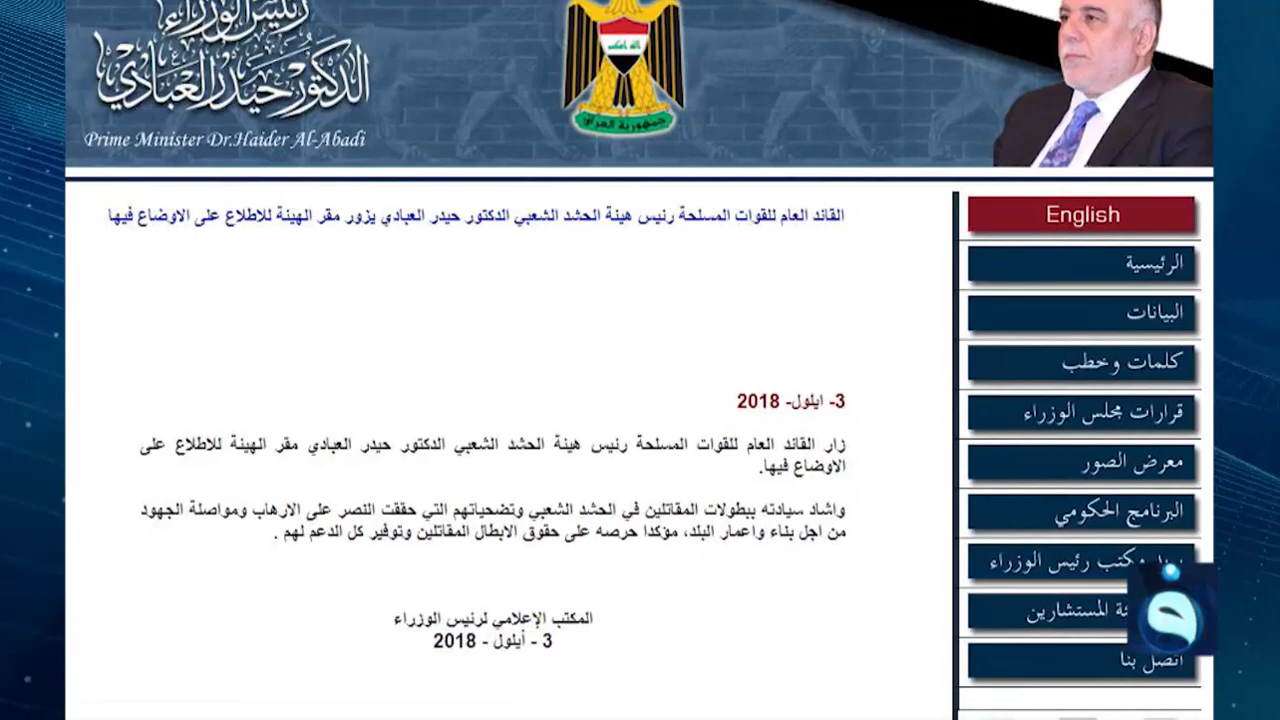 رئيس الوزراء
الدكتور حيدر العبادي
Prime Minister Dr.Haider Al-Abadi
الله اكبر
جمهورية العراق
القائد العام للقوات المسلحة رئيس هيئة الحشد الشعبي الدكتور حيدر العبادي يزور مقر الهيئة للاطلاع على الاوضاع فيها
3- ايلول- 2018
زار القائد العام للقوات المسلحة رئيس هيئة الحشد الشعبي الدكتور حيدر العبادي مقر الهيئة للاطلاع على
الاوضاع فيها.
واشاد سيادته ببطولات المقاتلين في الحشد الشعبي وتضحياتهم التي حققت النصر على الارهاب ومواصلة الجهود
من اجل بناء واعمار البلد، مؤكدا حرصه على حقوق الابطال المقاتلين وتوفير كل الدعم لهم .
المكتب الإعلامي لرئيس الوزراء
3 - أيلول - 2018
English
الرئيسية
البيانات
كلمات وخطب
قرارات مجلس الوزراء
معرض الصور
البرنامج الحكومي
مكتب رئيس الوزراء
المستشارين
اتصل بنا